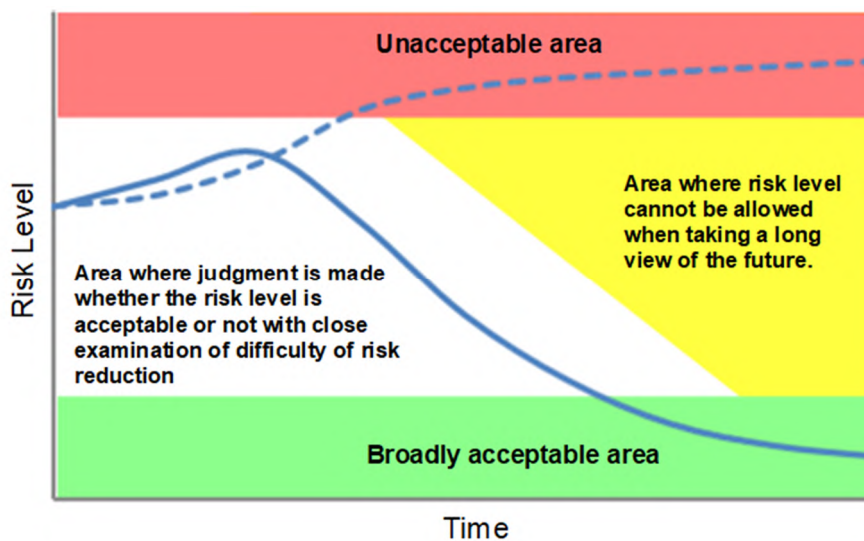 Unacceptable area
Area where risk level
cannot be allowed
when taking a long
view of the future.
Risk Level
Area where judgment is made
whether the risk level is
acceptable or not with close
examination of difficulty of risk
reduction
Broadly acceptable area
Time